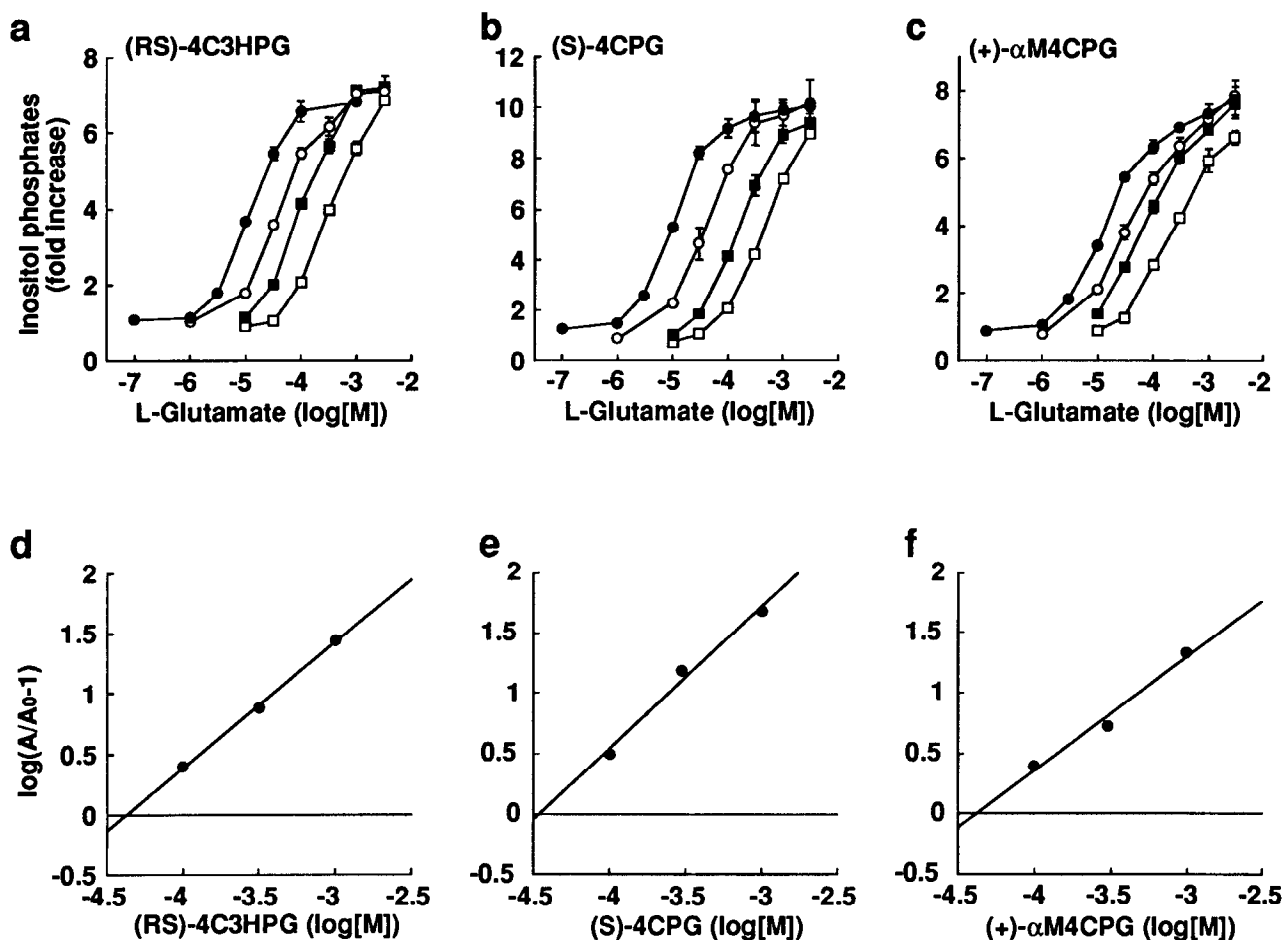 a
(RS)-4C3HPG
Inositol phosphates
(fold increase)
8
6
4
2
0
-7 -6 -5 -4 -3 -2
L-Glutamate (log[M])
b
(S)-4CPG
12
10
8
6
4
2
0
-7 -6 -5 -4 -3 -2
L-Glutamate (log[M])
c
(+)-αM4CPG
8
6
4
2
0
-7 -6 -5 -4 -3 -2
L-Glutamate (log[M])
d
log(A/A0-1)
2
1.5
1
0.5
0
-0.5
-4.5 -4 -3.5 -3 -2.5
(RS)-4C3HPG (log[M])
e
2
1.5
1
0.5
0
-0.5
-4.5 -4 -3.5 -3 -2.5
(S)-4CPG (log[M])
f
2
1.5
1
0.5
0
-0.5
-4.5 -4 -3.5 -3 -2.5
(+)-αM4CPG (log[M])